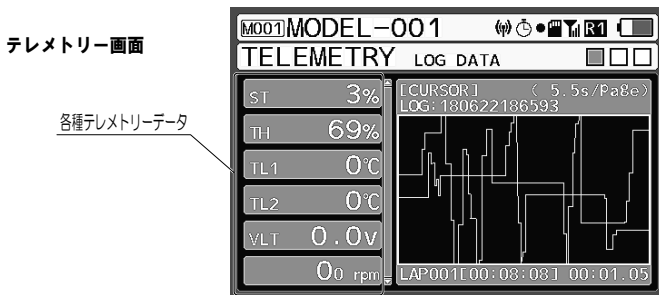 テレメトリー画面
各種テレメトリーデータ
M001 MODEL-001 R1
TELEMETRY LOG DATA
ST 3%
TH 69%
TL1 0℃
TL2 0℃
VLT 0.0V
00 rpm
[CURSOR] ( 5.5s/Page)
LOG:180622186593
LAP001[00:08:08] 00:01.05